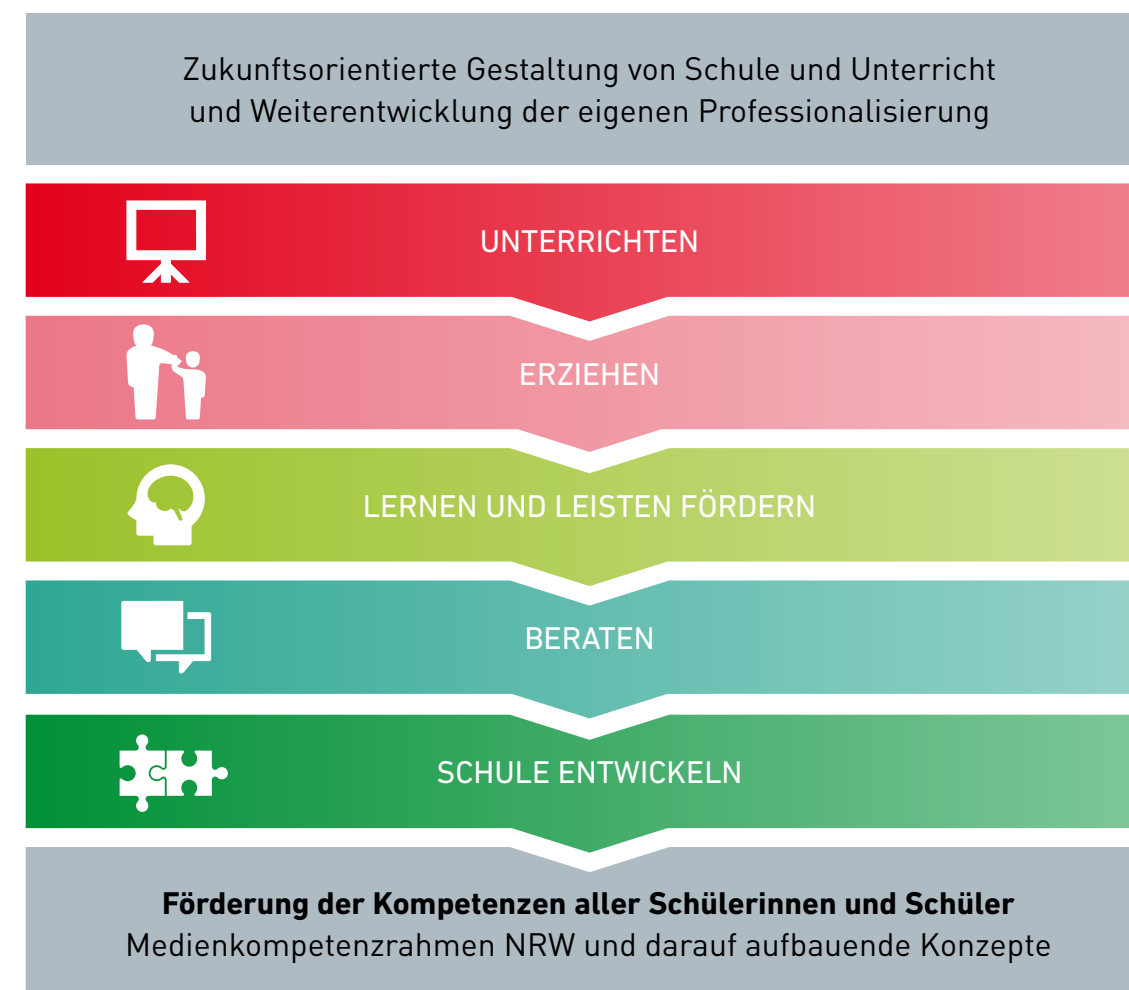 Zukunftsorientierte Gestaltung von Schule und Unterricht
und Weiterentwicklung der eigenen Professionalisierung
UNTERRICHTEN
ERZIEHEN
LERNEN UND LEISTEN FÖRDERN
BERATEN
SCHULE ENTWICKELN
Förderung der Kompetenzen aller Schülerinnen und Schüler
Medienkompetenzrahmen NRW und darauf aufbauende Konzepte